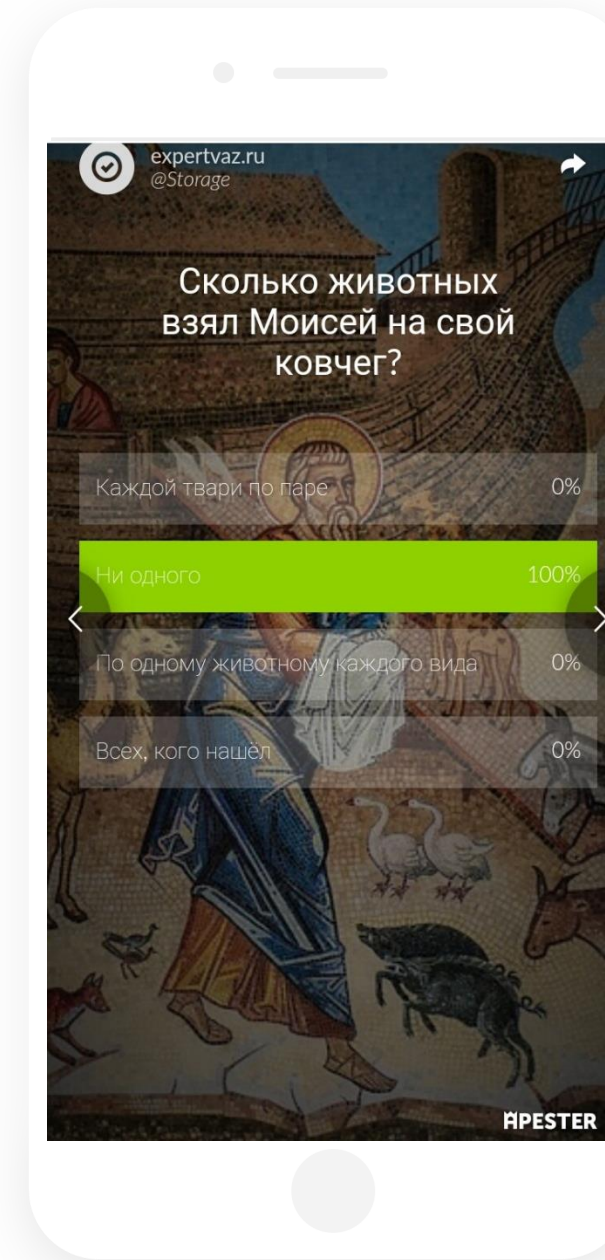 expertvaz.ru
@Storage
Сколько животных
взял Моисей на свой
ковчег?
Каждой твари по паре 0%
Ни одного 100%
По одному животному каждого вида 0%
Всех, кого нашёл 0%
APESTER